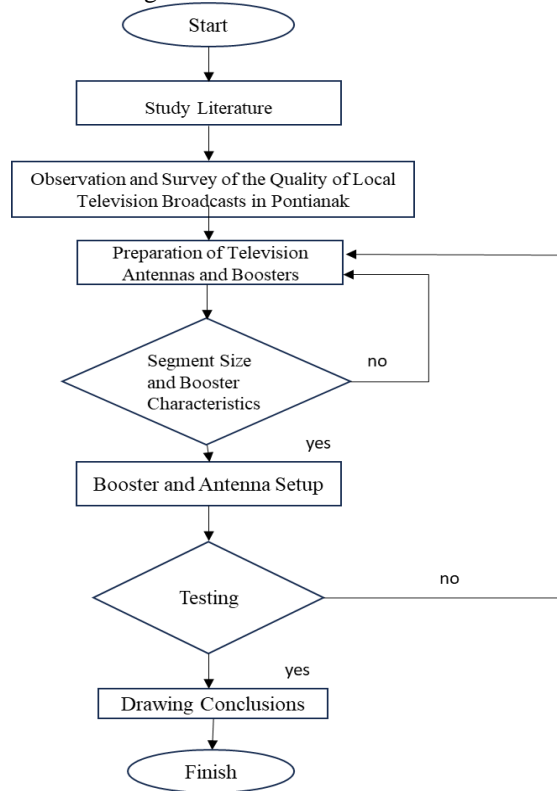 Start
Study Literature
Observation and Survey of the Quality of Local
Television Broadcasts in Pontianak
Preparation of Television
Antennas and Boosters
Segment Size
and Booster
Characteristics
no
yes
Booster and Antenna Setup
Testing
no
yes
Drawing Conclusions
Finish